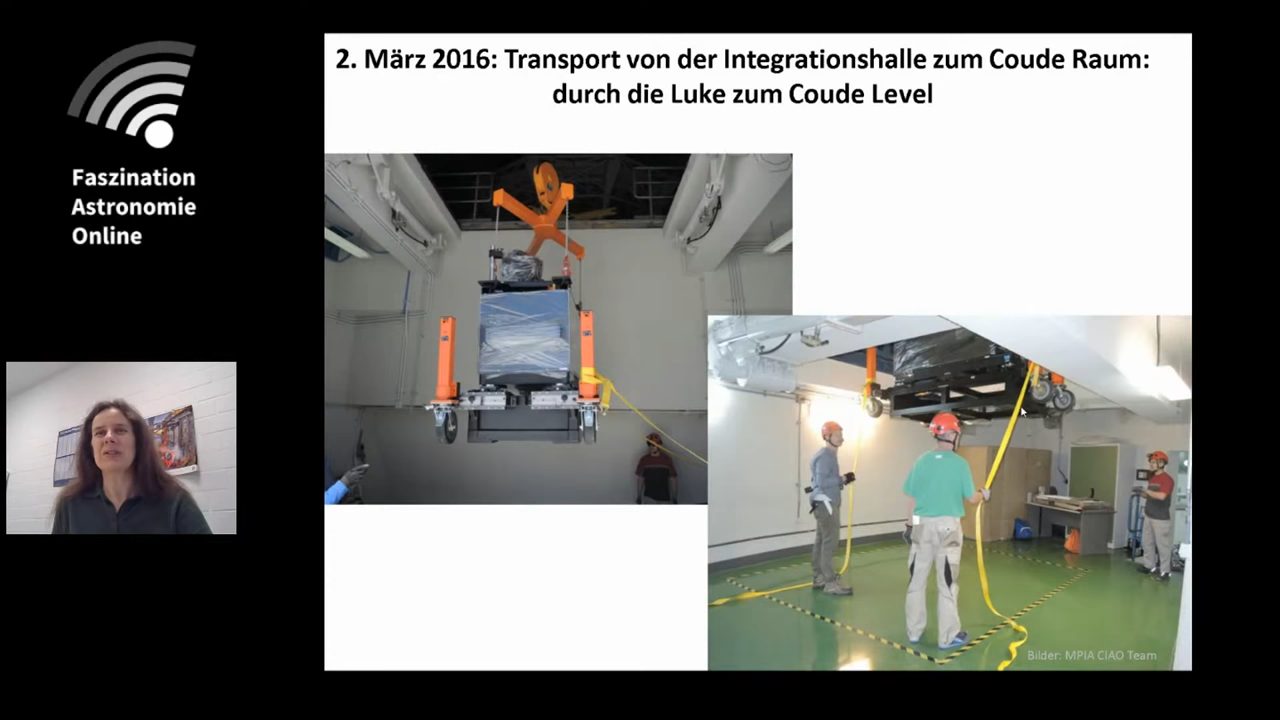 Faszination
Astronomie
Online
2. März 2016: Transport von der Integrationshalle zum Coude Raum:
durch die Luke zum Coude Level
Bilder: MPIA CIAO Team